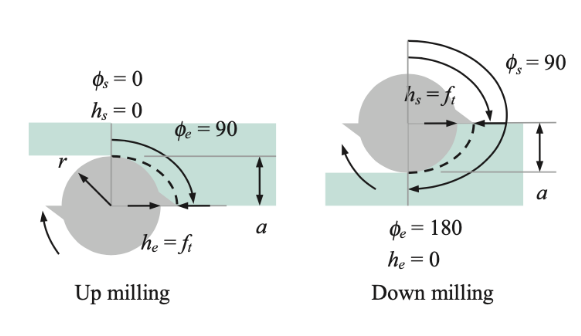 ϕₛ = 0
hₛ = 0
ϕₑ = 90
r
a
hₑ = fₜ
Up milling
ϕₛ = 90
hₛ = fₜ
a
ϕₑ = 180
hₑ = 0
Down milling